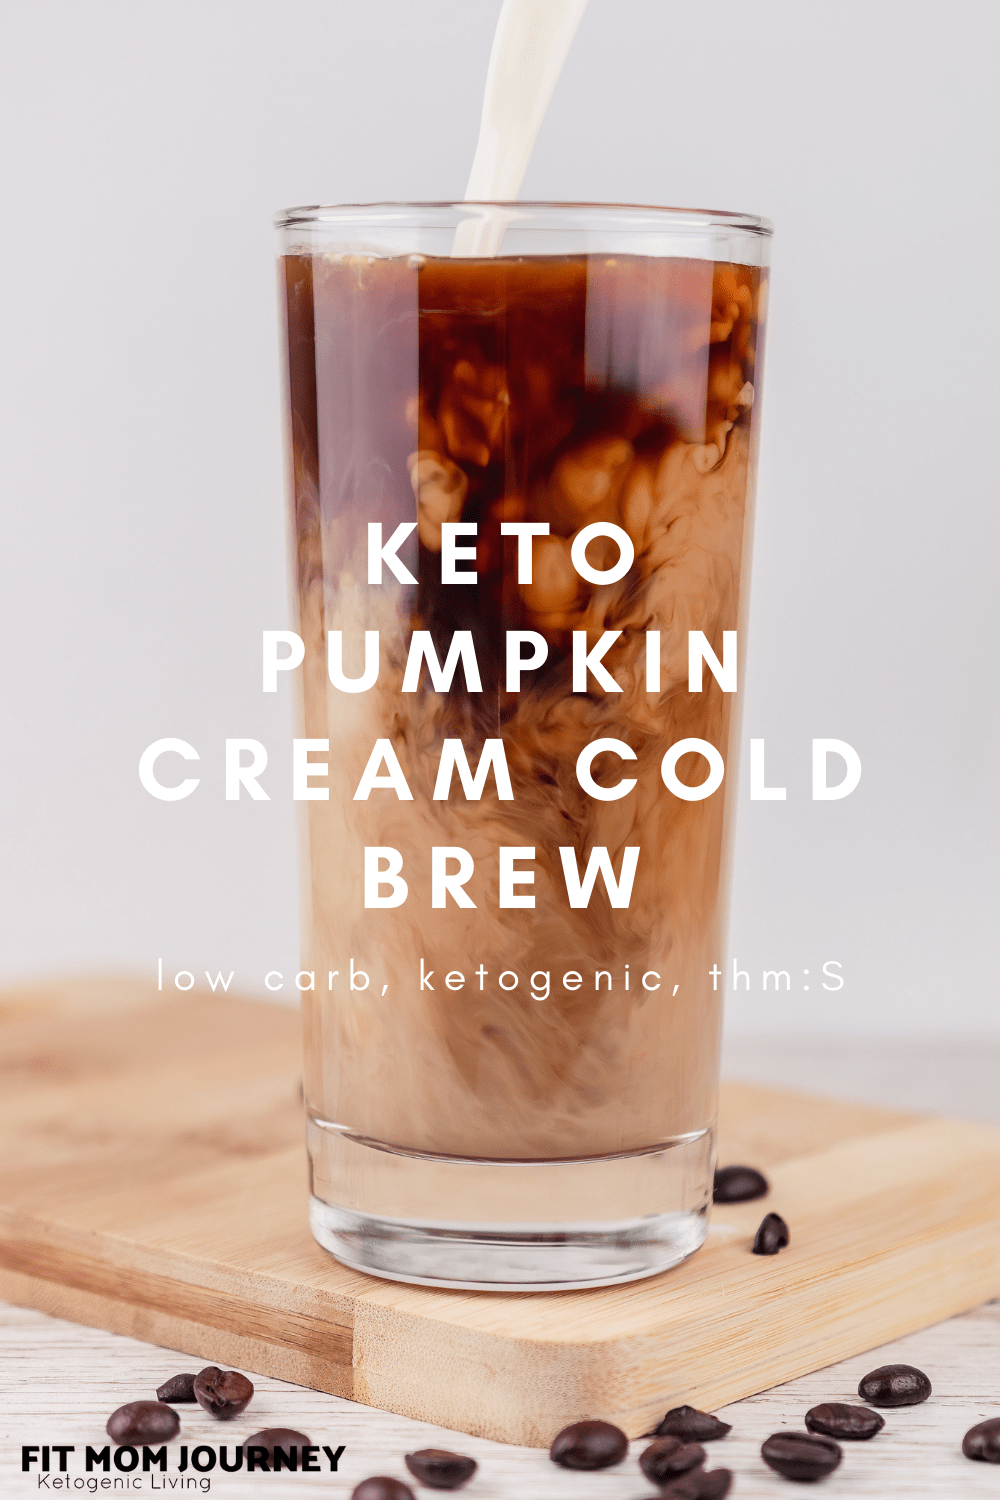 KETO
PUMPKIN
CREAM COLD
BREW
low carb, ketogenic, thm:S
FIT MOM JOURNEY
Ketogenic Living